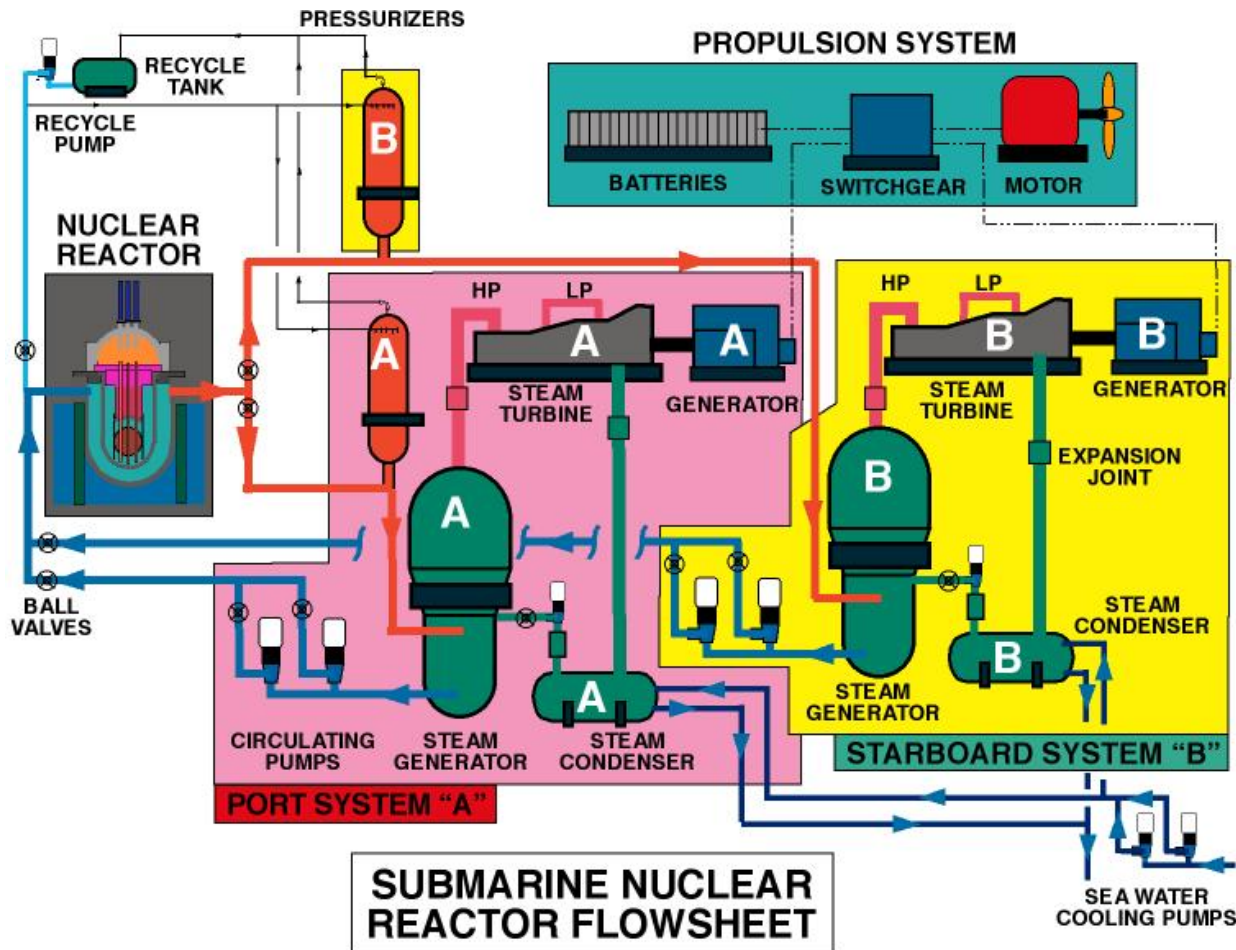 PRESSURIZERS
RECYCLE
TANK
RECYCLE
PUMP
B
PROPULSION SYSTEM
BATTERIES
SWITCHGEAR
MOTOR
NUCLEAR
REACTOR
HP
LP
A
A
A
STEAM
TURBINE
GENERATOR
HP
LP
B
B
STEAM
TURBINE
GENERATOR
EXPANSION
JOINT
A
B
BALL
VALVES
STEAM
CONDENSER
A
B
CIRCULATING
PUMPS
STEAM
GENERATOR
STEAM
CONDENSER
STEAM
GENERATOR
STARBOARD SYSTEM “B”
PORT SYSTEM “A”
SUBMARINE NUCLEAR
REACTOR FLOWSHEET
SEA WATER
COOLING PUMPS